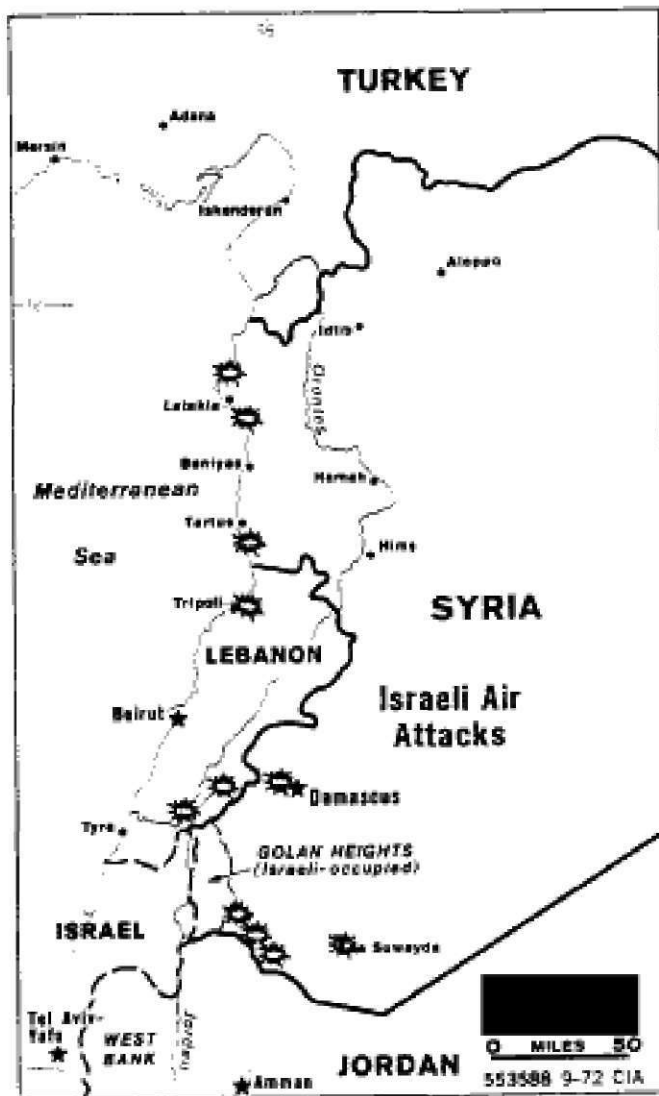 TURKEY
Adana
Mersin
Iskenderun
Aleppo
Idlib
Orontes
Latakia
Baniyas
Hamah
Mediterranean
Sea
Tartus
Hims
Tripoli
SYRIA
LEBANON
Israeli Air
Attacks
Beirut
Damascus
Tyre
GOLAN HEIGHTS
(Israeli-occupied)
ISRAEL
Suwayda
Tel Aviv-
Yafo
WEST
BANK
Jordan
JORDAN
Amman
0 MILES 50
553588 9-72 CIA